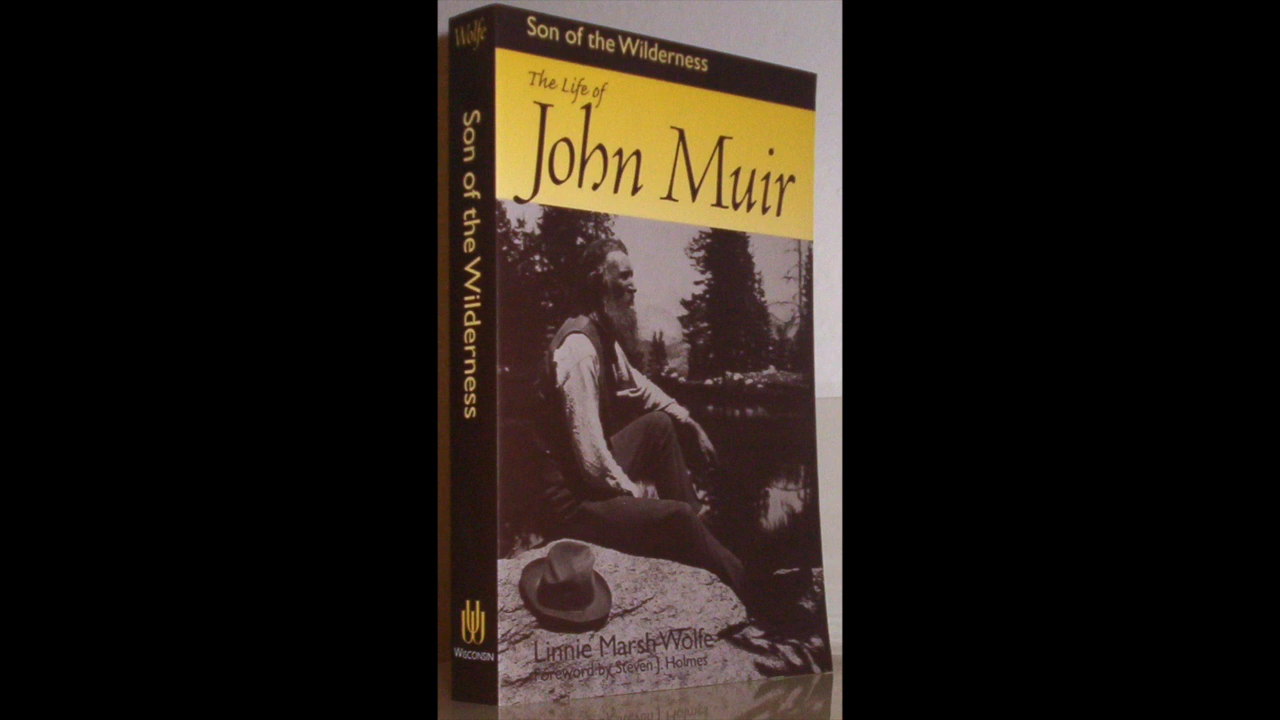 Wolfe
Son of the Wilderness
WISCONSIN
Son of the Wilderness
The Life of
John Muir
Linnie Marsh Wolfe
Foreword by Steven J. Holmes